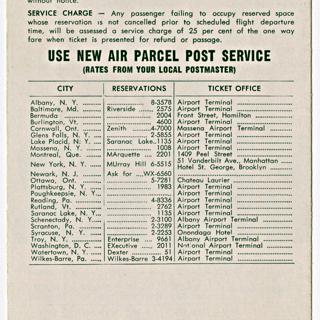 without notice.
SERVICE CHARGE — Any passenger failing to occupy reserved space
whose reservation is not cancelled prior to scheduled flight departure
time, will be assessed a service charge of 25 per cent of the one way
fare when ticket is presented for refund or passage.
USE NEW AIR PARCEL POST SERVICE
(RATES FROM YOUR LOCAL POSTMASTER)
CITY RESERVATIONS TICKET OFFICE
Albany, N. Y. ..... 8-3578 Airport Terminal
Baltimore, Md. Riverside .. 2575 Airport Terminal
Bermuda ..... 2004 Front Street, Hamilton
Burlington, Vt. 4600 Airport Terminal
Cornwall, Ont. Zenith ..... 4-7000 Massena Airport Terminal
Glens Falls, N. Y. ... 2-5855 Airport Terminal
Lake Placid, N. Y. Saranac Lake..1135 Airport Terminal
Massena, N. Y. ..... 1008 Airport Terminal
Montreal, Que. MArquette .. 2201 1449 Peel Street
51 Vanderbilt Ave., Manhattan
New York, N. Y. ... MUrray Hill 6-5515 Hotel St. George, Brooklyn
Newark, N. J. Ask for ....WX-6560
Ottawa, Ont. 5-7281 Chateau Laurier
Plattsburg, N. Y. 1983 Airport Terminal
Poughkeepsie, N. Y. Airport Terminal
Reading, Pa. 4-8336 Airport Terminal
Rutland, Vt. 2762 Airport Terminal
Saranac Lake, N. Y... 1135 Airport Terminal
Schenectady, N. Y. .. 2-3100 Albany Airport Terminal
Scranton, Pa. 2-3289 Airport Terminal
Syracuse, N. Y. 2-2253 Onondaga Hotel
Troy, N. Y. Enterprise .. 9661 Albany Airport Terminal
Washington, D. C. ... EXecutive .. 2011 National Airport Terminal
Watertown, N. Y. ... Dexter ..... 51 Airport Terminal
Wilkes-Barre, Pa. .. Wilkes-Barre 3-4194 Airport Terminal